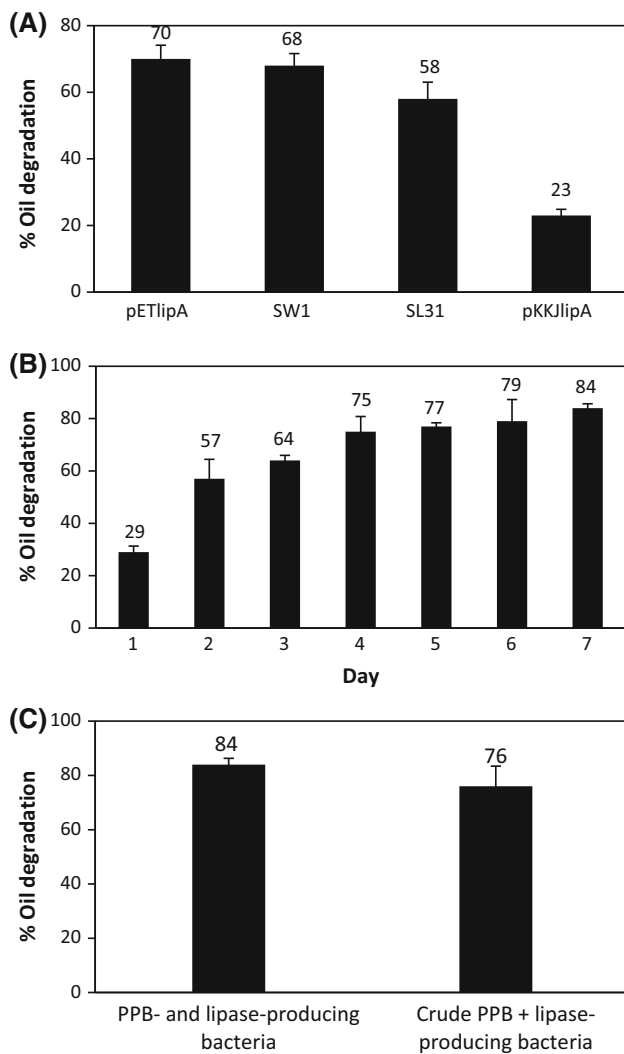 (A)
80
60
40
20
0
% Oil degradation
70
68
58
23
pETlipA SW1 SL31 pKKJlipA
(B)
100
80
60
40
20
0
% Oil degradation
29
57
64
75
77
79
84
1 2 3 4 5 6 7
Day
(C)
100
80
60
40
20
0
% Oil degradation
84
76
PPB- and lipase-producing
bacteria
Crude PPB + lipase-
producing bacteria